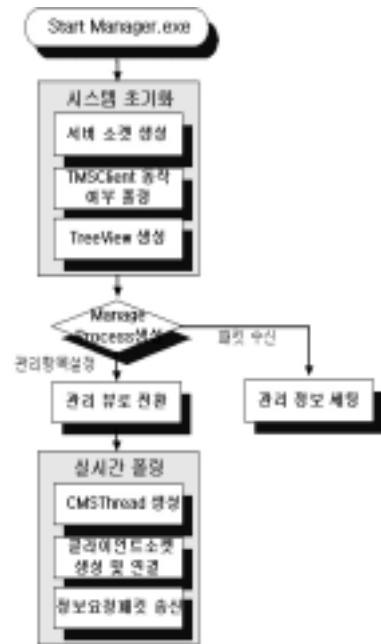 Start Manager.exe
시스템 초기화
서버 소켓 생성
TMSClient 동작
여부 폴링
TreeView 생성
Manage
Process생성
관리항목설정
패킷 수신
관리 뷰로 전환
관리 정보 세팅
실시간 폴링
CMSThread 생성
클라이언트소켓
생성 및 연결
정보요청패킷 송신